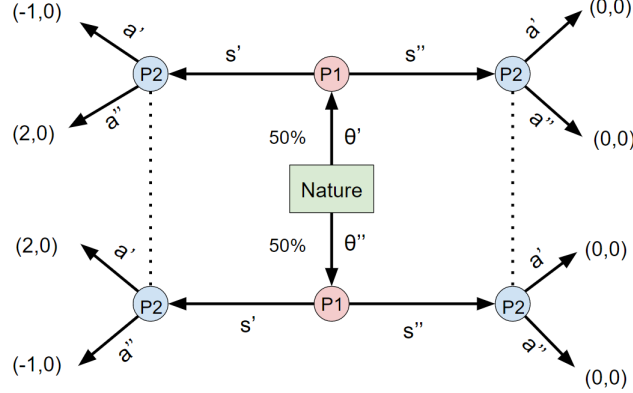 (-1,0) a' s' s'' a' (0,0)
P2 P1 P2
(2,0) a'' 50% θ' a'' (0,0)
Nature
(2,0) a' 50% θ'' a' (0,0)
P2 P1 P2
(-1,0) a'' s' s'' a'' (0,0)